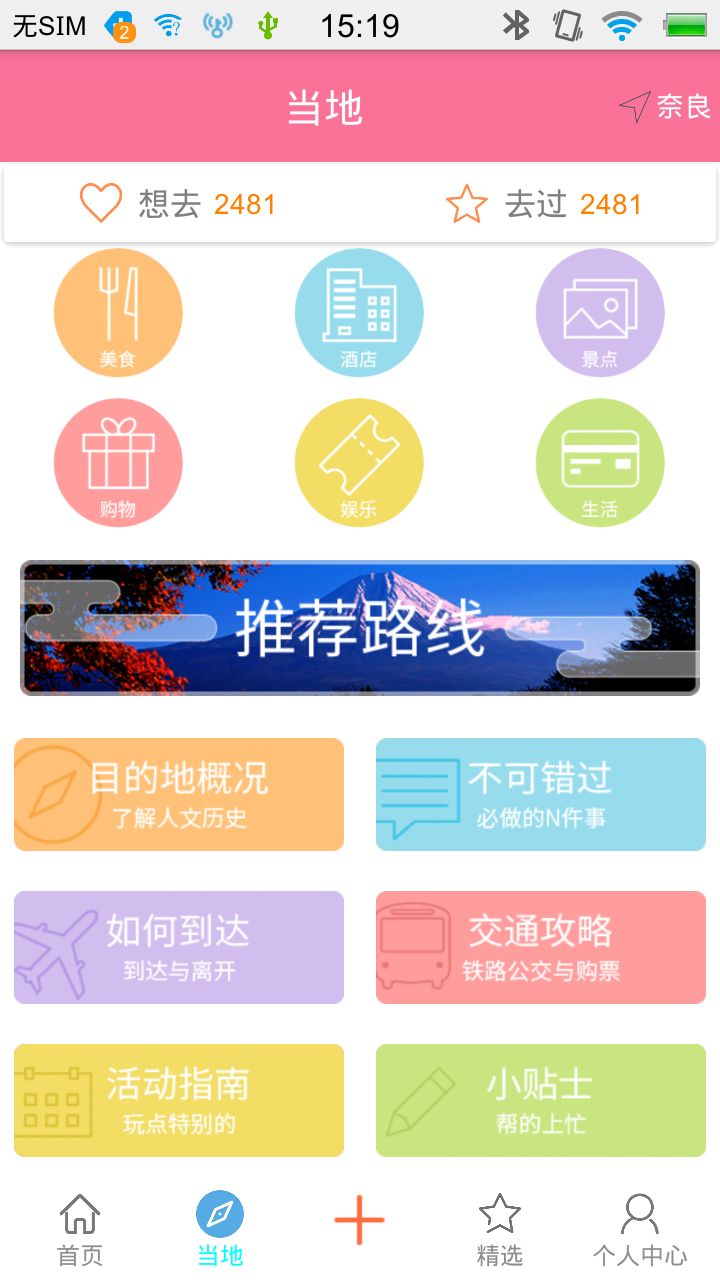 无SIM 2 15:19
当地 奈良
想去 2481 去过 2481
美食 酒店 景点
购物 娱乐 生活
推荐路线
目的地概况 不可错过
了解人文历史 必做的N件事
如何到达 交通攻略
到达与离开 铁路公交与购票
活动指南 小贴士
玩点特别的 帮的上忙
首页 当地 精选 个人中心